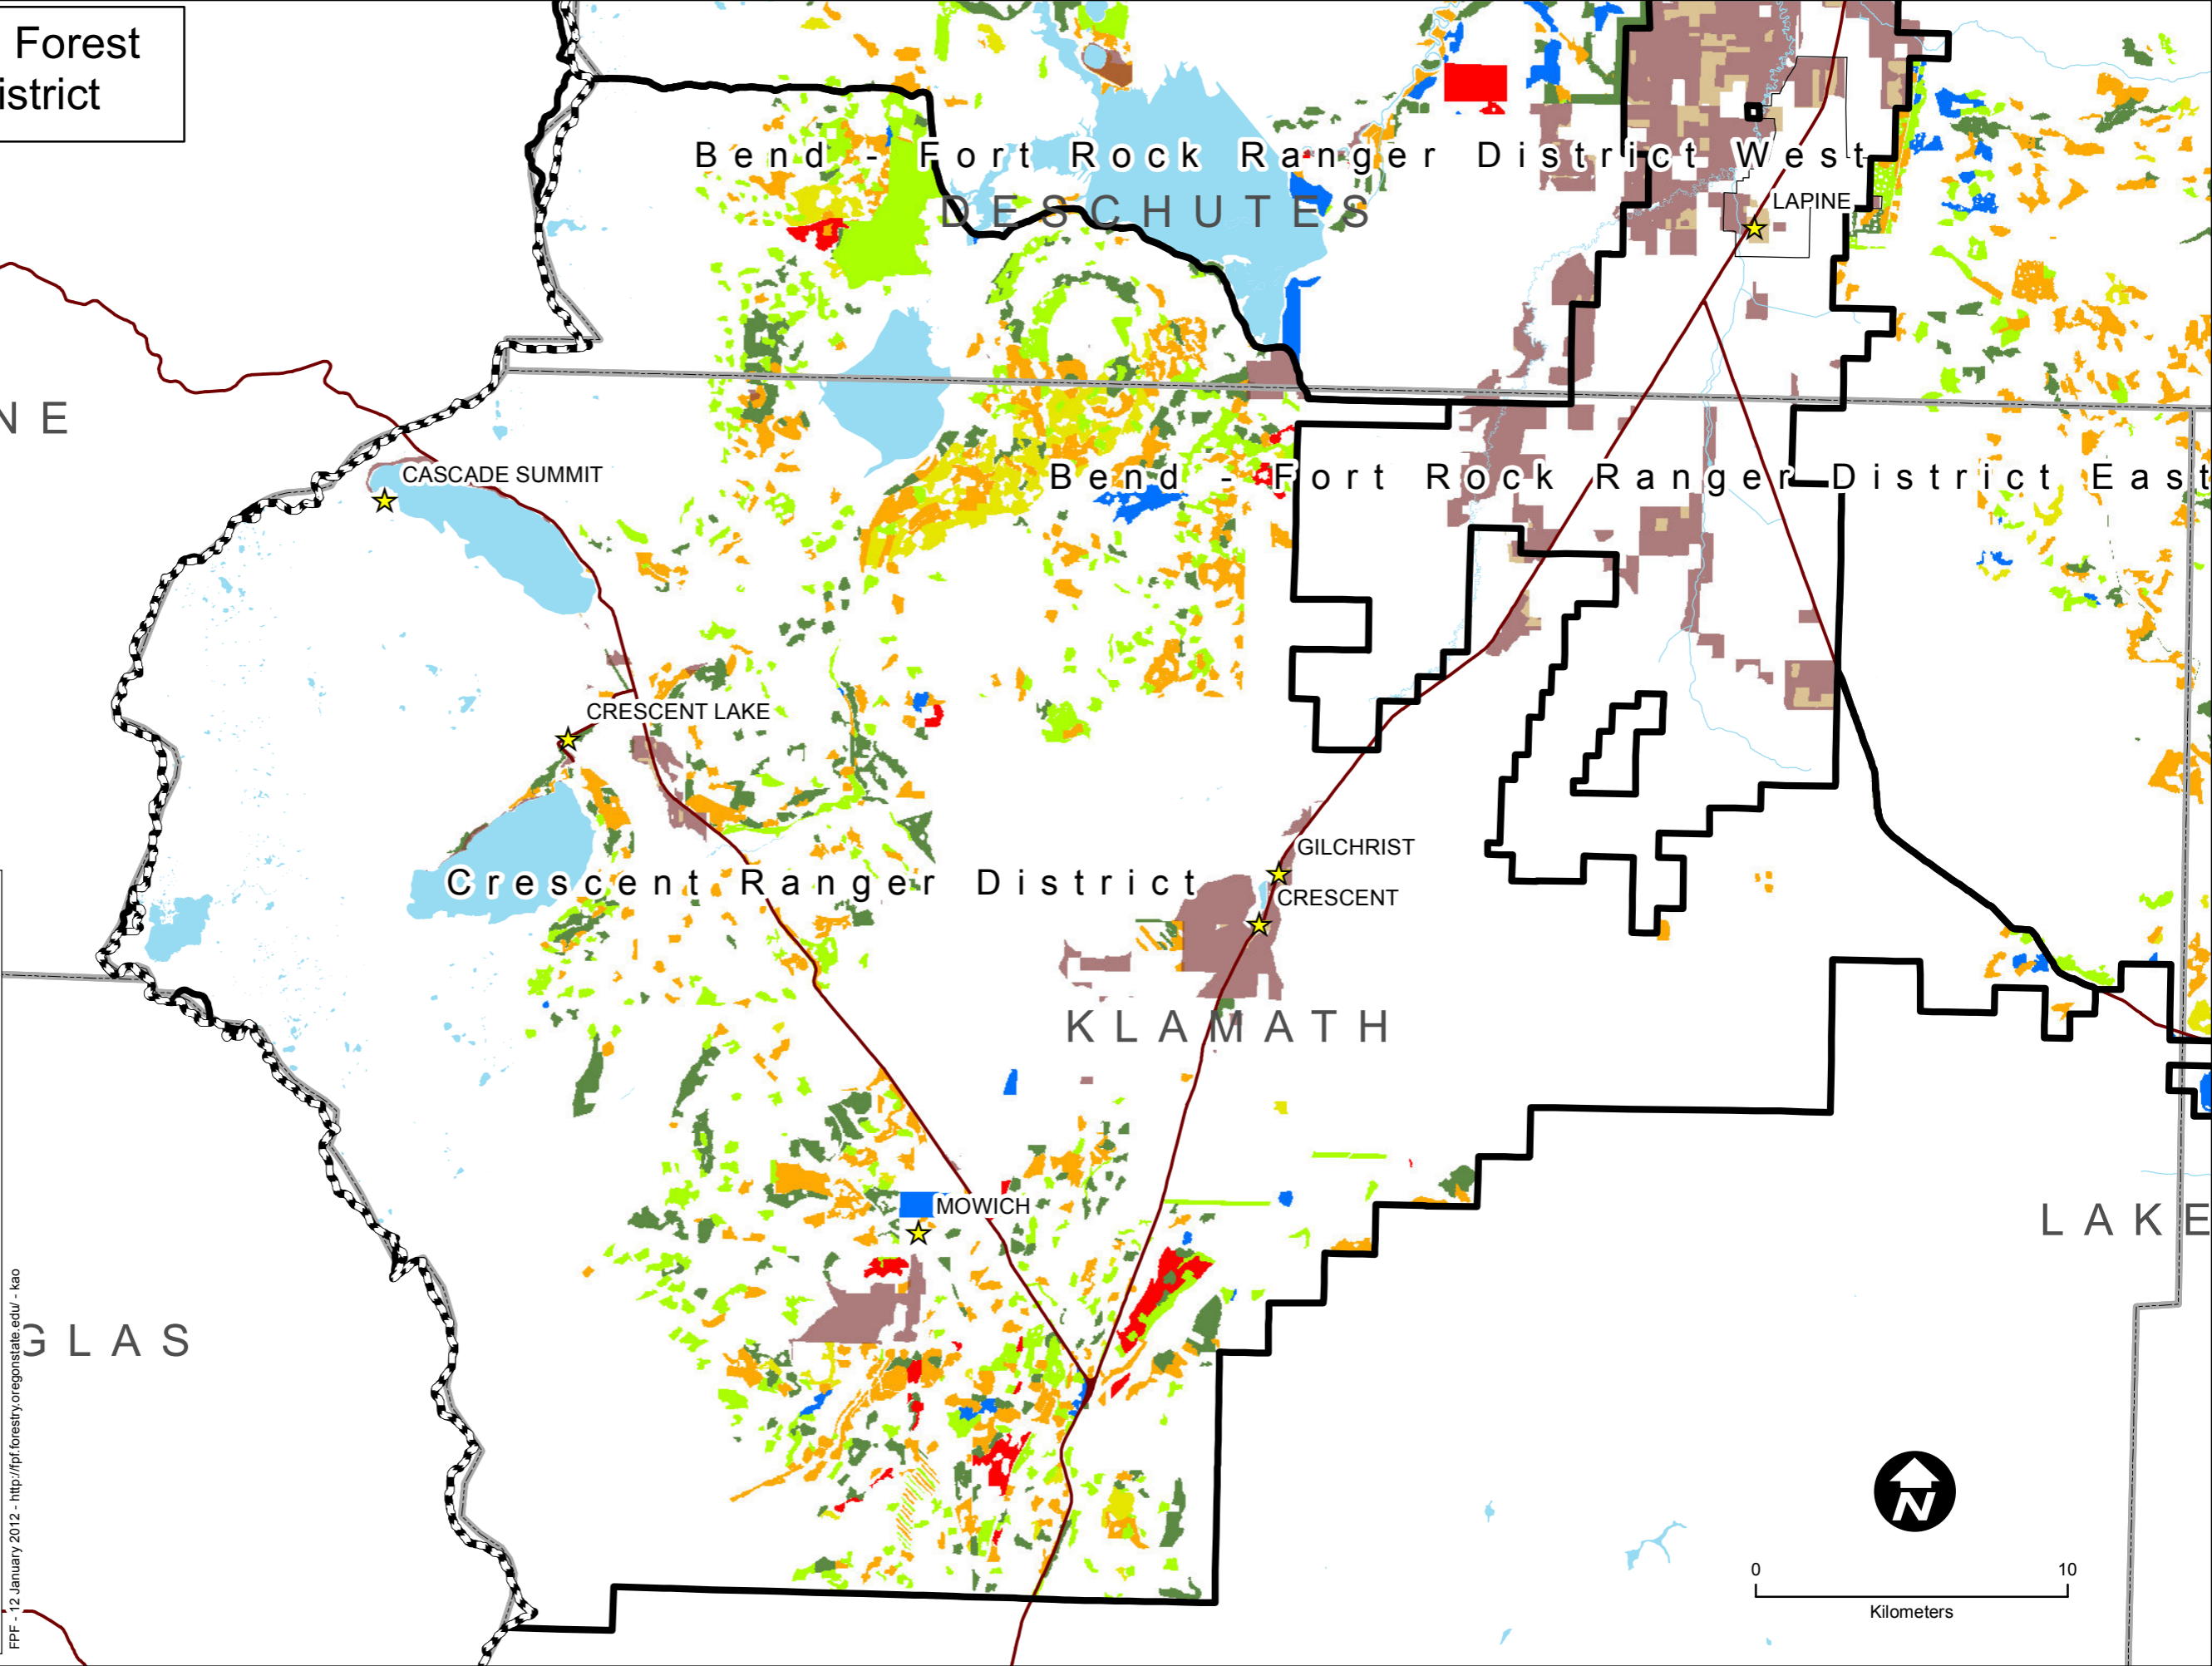 Forest
istrict
Bend - Fort Rock Ranger District West
DESCHUTES
LAPINE
NE
CASCADE SUMMIT
Bend - Fort Rock Ranger District East
CRESCENT LAKE
GILCHRIST
Crescent Ranger District
CRESCENT
KLAMATH
MOWICH
LAKE
GLAS
N
0 10
Kilometers
FPF - 12 January 2012 - http://fpf.forestry.oregonstate.edu/ - kao